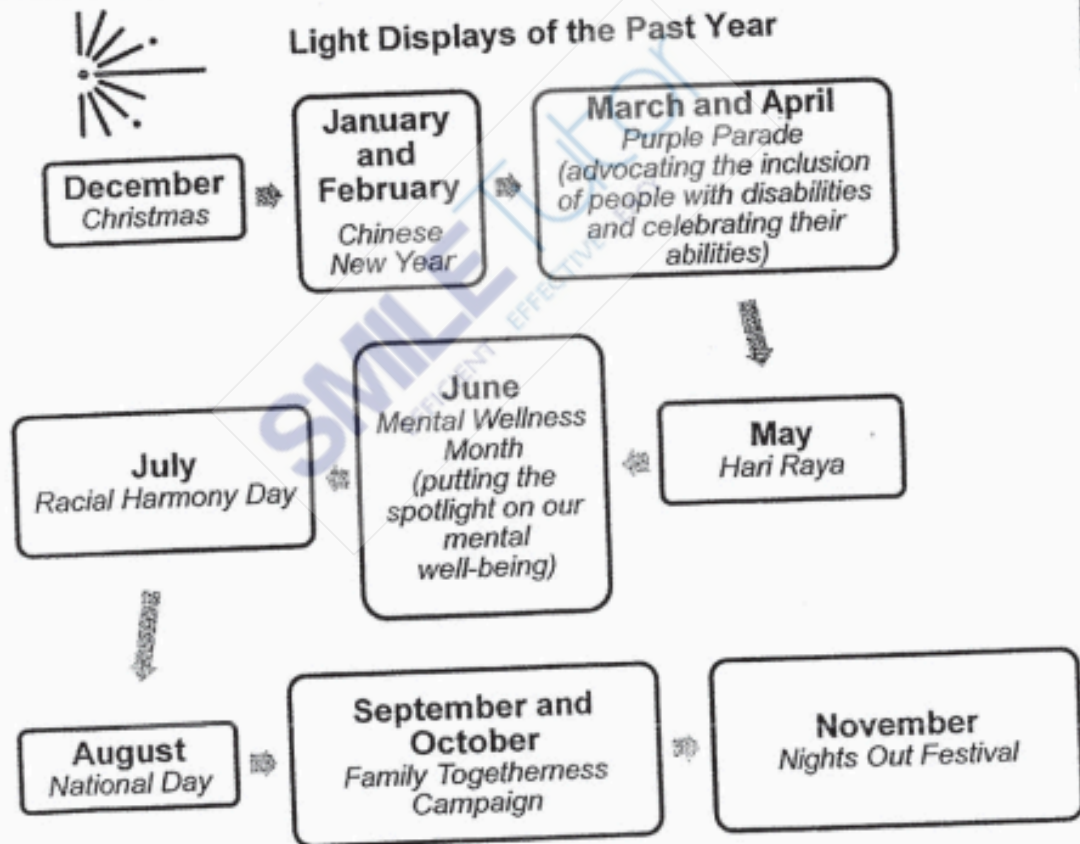 Light Displays of the Past Year
December
Christmas
January
and
February
Chinese
New Year
March and April
Purple Parade
(advocating the inclusion
of people with disabilities
and celebrating their
abilities)
May
Hari Raya
June
Mental Wellness
Month
(putting the
spotlight on our
mental
well-being)
July
Racial Harmony Day
August
National Day
September and
October
Family Togetherness
Campaign
November
Nights Out Festival
SMILE Tutor
EFFICIENT EFFECTIVE